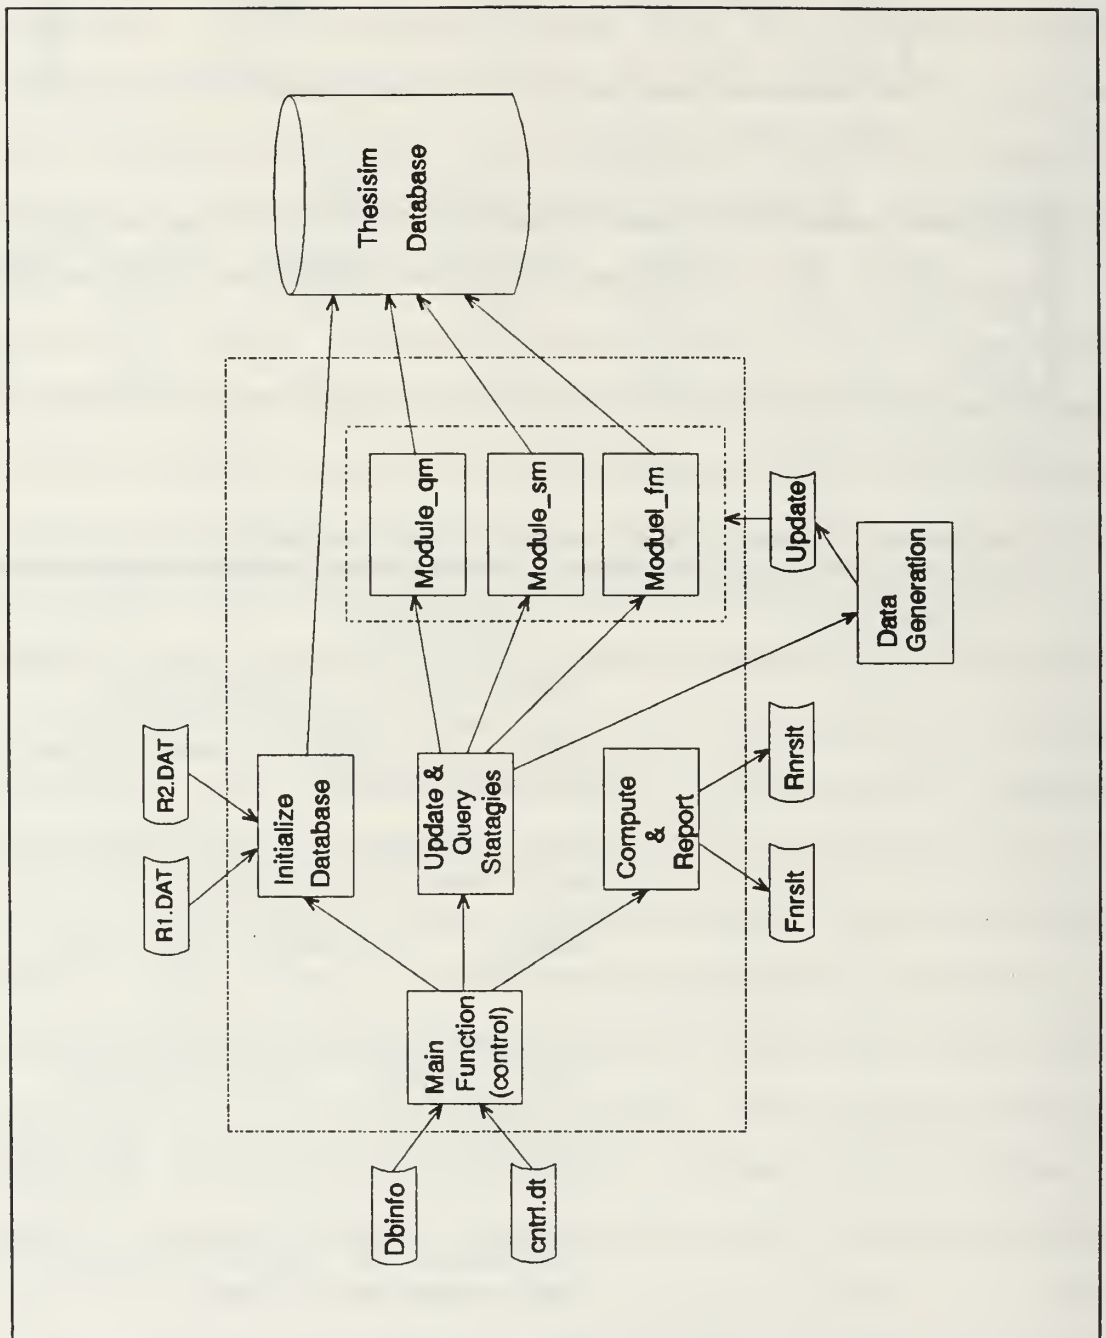 R1.DAT
R2.DAT
Initialize
Database
Thesisim
Database
Dbinfo
Main
Function
(control)
Update &
Query
Statagies
Module_qm
cntrl.dt
Module_sm
Compute
&
Report
Moduel_fm
Fnrslt
Rnrslt
Update
Data
Generation